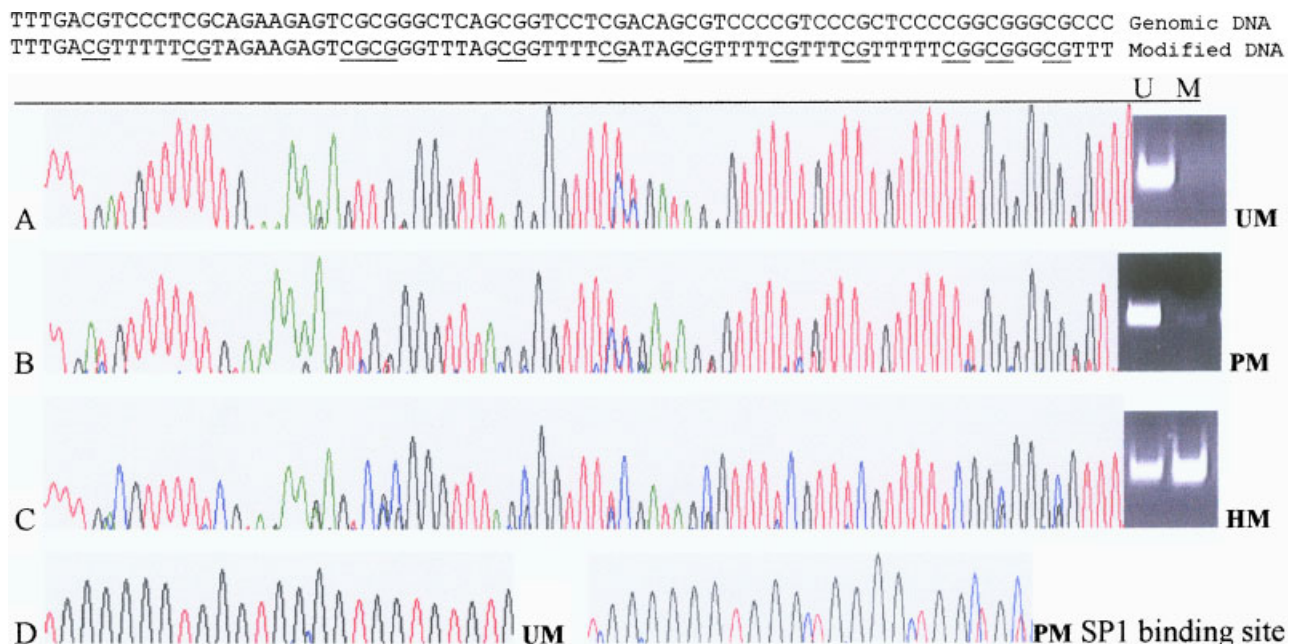 TTTGACGTCCCTCGCAGAAGAGTCGCGGGCTCAGCGGTCCTCGACAGCGTCCCCGTCCCGCTCCCCGGCGGGCGCCC Genomic DNA
TTTGACGTTTTTCGTAGAAGAGTCGCGGGTTTAGCGGTTTTCGATAGCGTTTTCGTTTCGTTTTTCGGCGGGCGTTT Modified DNA
U M
A UM
B PM
C HM
D UM PM SP1 binding site